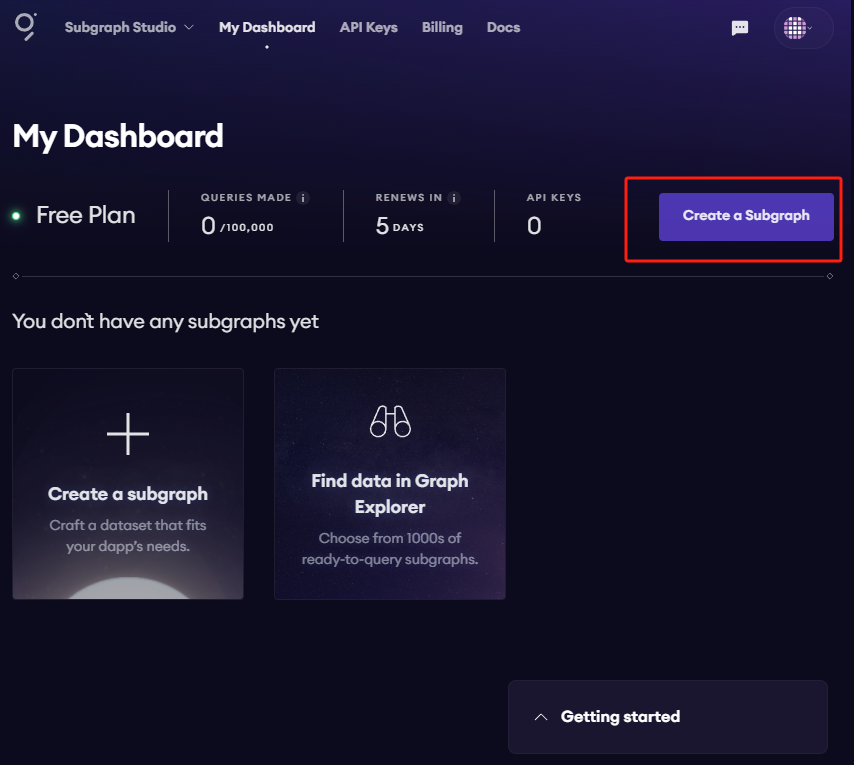 Subgraph Studio My Dashboard API Keys Billing Docs
My Dashboard
Free Plan
QUERIES MADE i
0 /100,000
RENEWS IN i
5 DAYS
API KEYS
0
Create a Subgraph
You don't have any subgraphs yet
Create a subgraph
Craft a dataset that fits
your dapp's needs.
Find data in Graph
Explorer
Choose from 1000s of
ready-to-query subgraphs.
Getting started